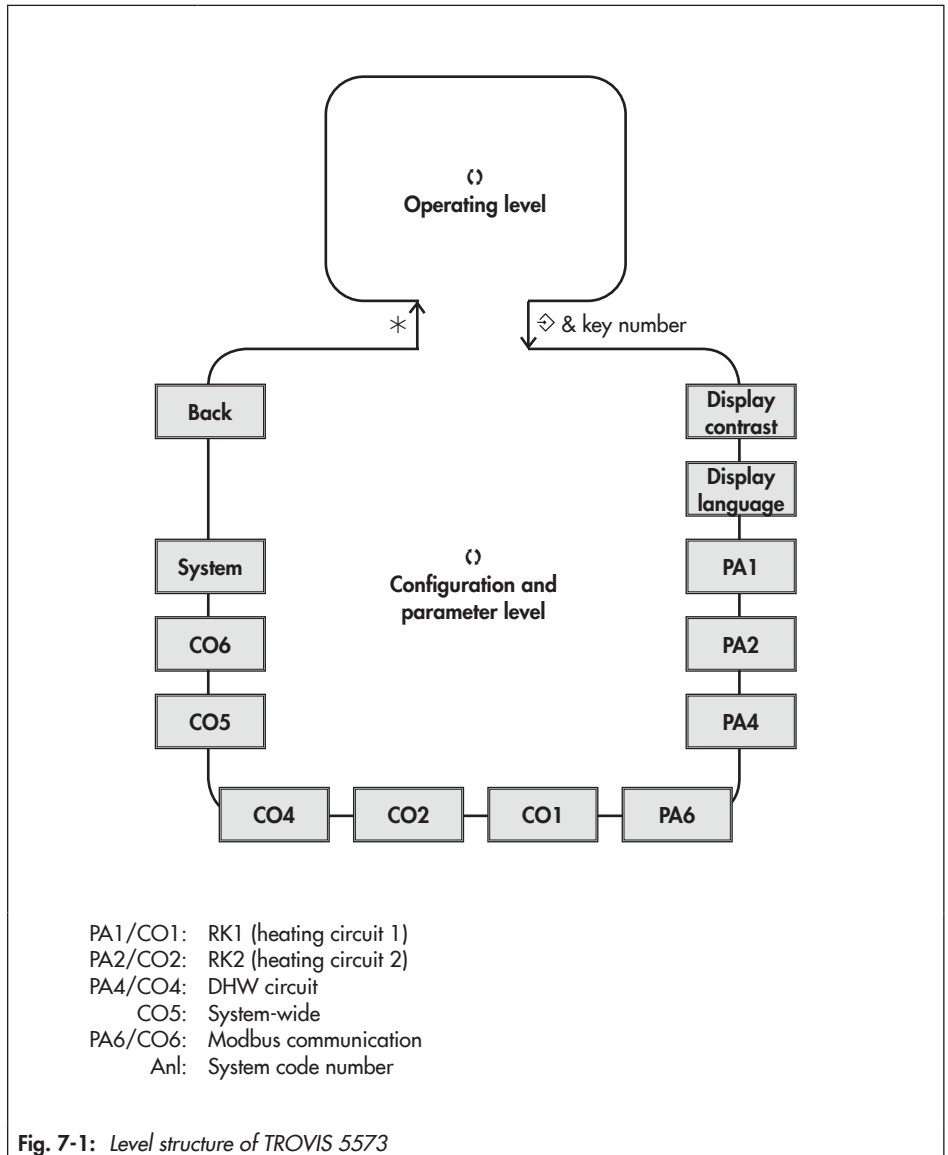 Operating level
* & key number
Back
Display
contrast
Display
language
System
Configuration and
parameter level
PA1
CO6
PA2
CO5
PA4
CO4 CO2 CO1 PA6
PA1/CO1: RK1 (heating circuit 1)
PA2/CO2: RK2 (heating circuit 2)
PA4/CO4: DHW circuit
CO5: System-wide
PA6/CO6: Modbus communication
Anl: System code number
Fig. 7-1: Level structure of TROVIS 5573